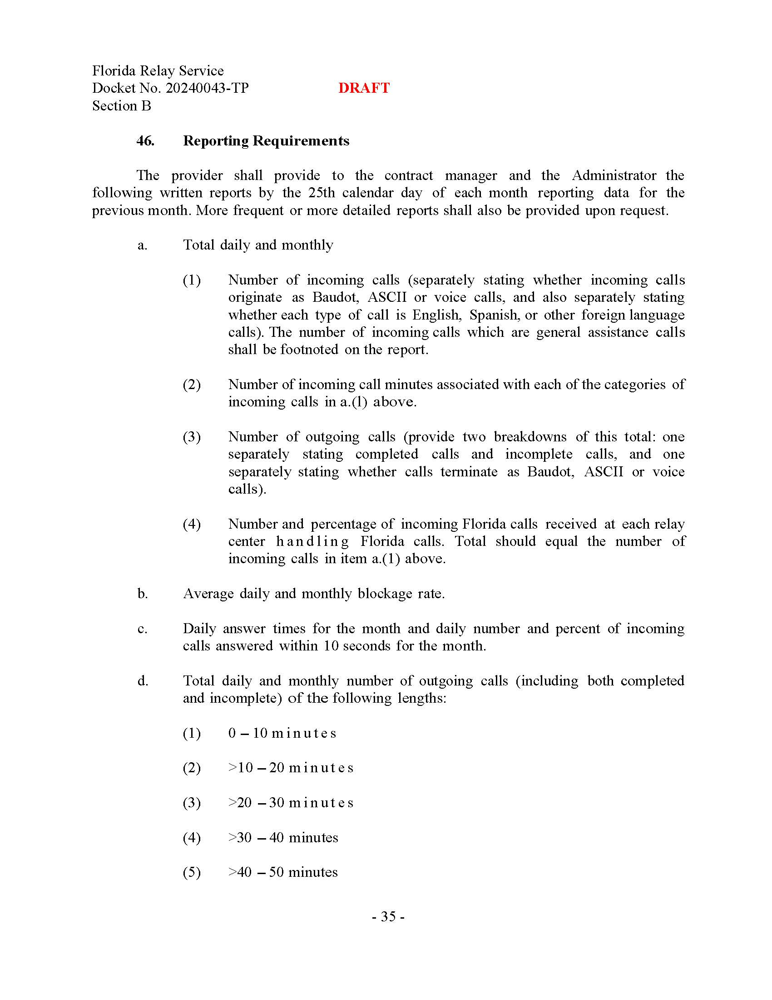 Florida Relay Service
Docket No. 20240043-TP DRAFT
Section B
46. Reporting Requirements
The provider shall provide to the contract manager and the Administrator the
following written reports by the 25th calendar day of each month reporting data for the
previous month. More frequent or more detailed reports shall also be provided upon request.
a. Total daily and monthly
(1) Number of incoming calls (separately stating whether incoming calls
originate as Baudot, ASCII or voice calls, and also separately stating
whether each type of call is English, Spanish, or other foreign language
calls). The number of incoming calls which are general assistance calls
shall be footnoted on the report.
(2) Number of incoming call minutes associated with each of the categories of
incoming calls in a.(l) above.
(3) Number of outgoing calls (provide two breakdowns of this total: one
separately stating completed calls and incomplete calls, and one
separately stating whether calls terminate as Baudot, ASCII or voice
calls).
(4) Number and percentage of incoming Florida calls received at each relay
center handling Florida calls. Total should equal the number of
incoming calls in item a.(1) above.
b. Average daily and monthly blockage rate.
c. Daily answer times for the month and daily number and percent of incoming
calls answered within 10 seconds for the month.
d. Total daily and monthly number of outgoing calls (including both completed
and incomplete) of the following lengths:
(1) 0 – 10 minutes
(2) >10 – 20 minutes
(3) >20 – 30 minutes
(4) >30 – 40 minutes
(5) >40 – 50 minutes
- 35 -